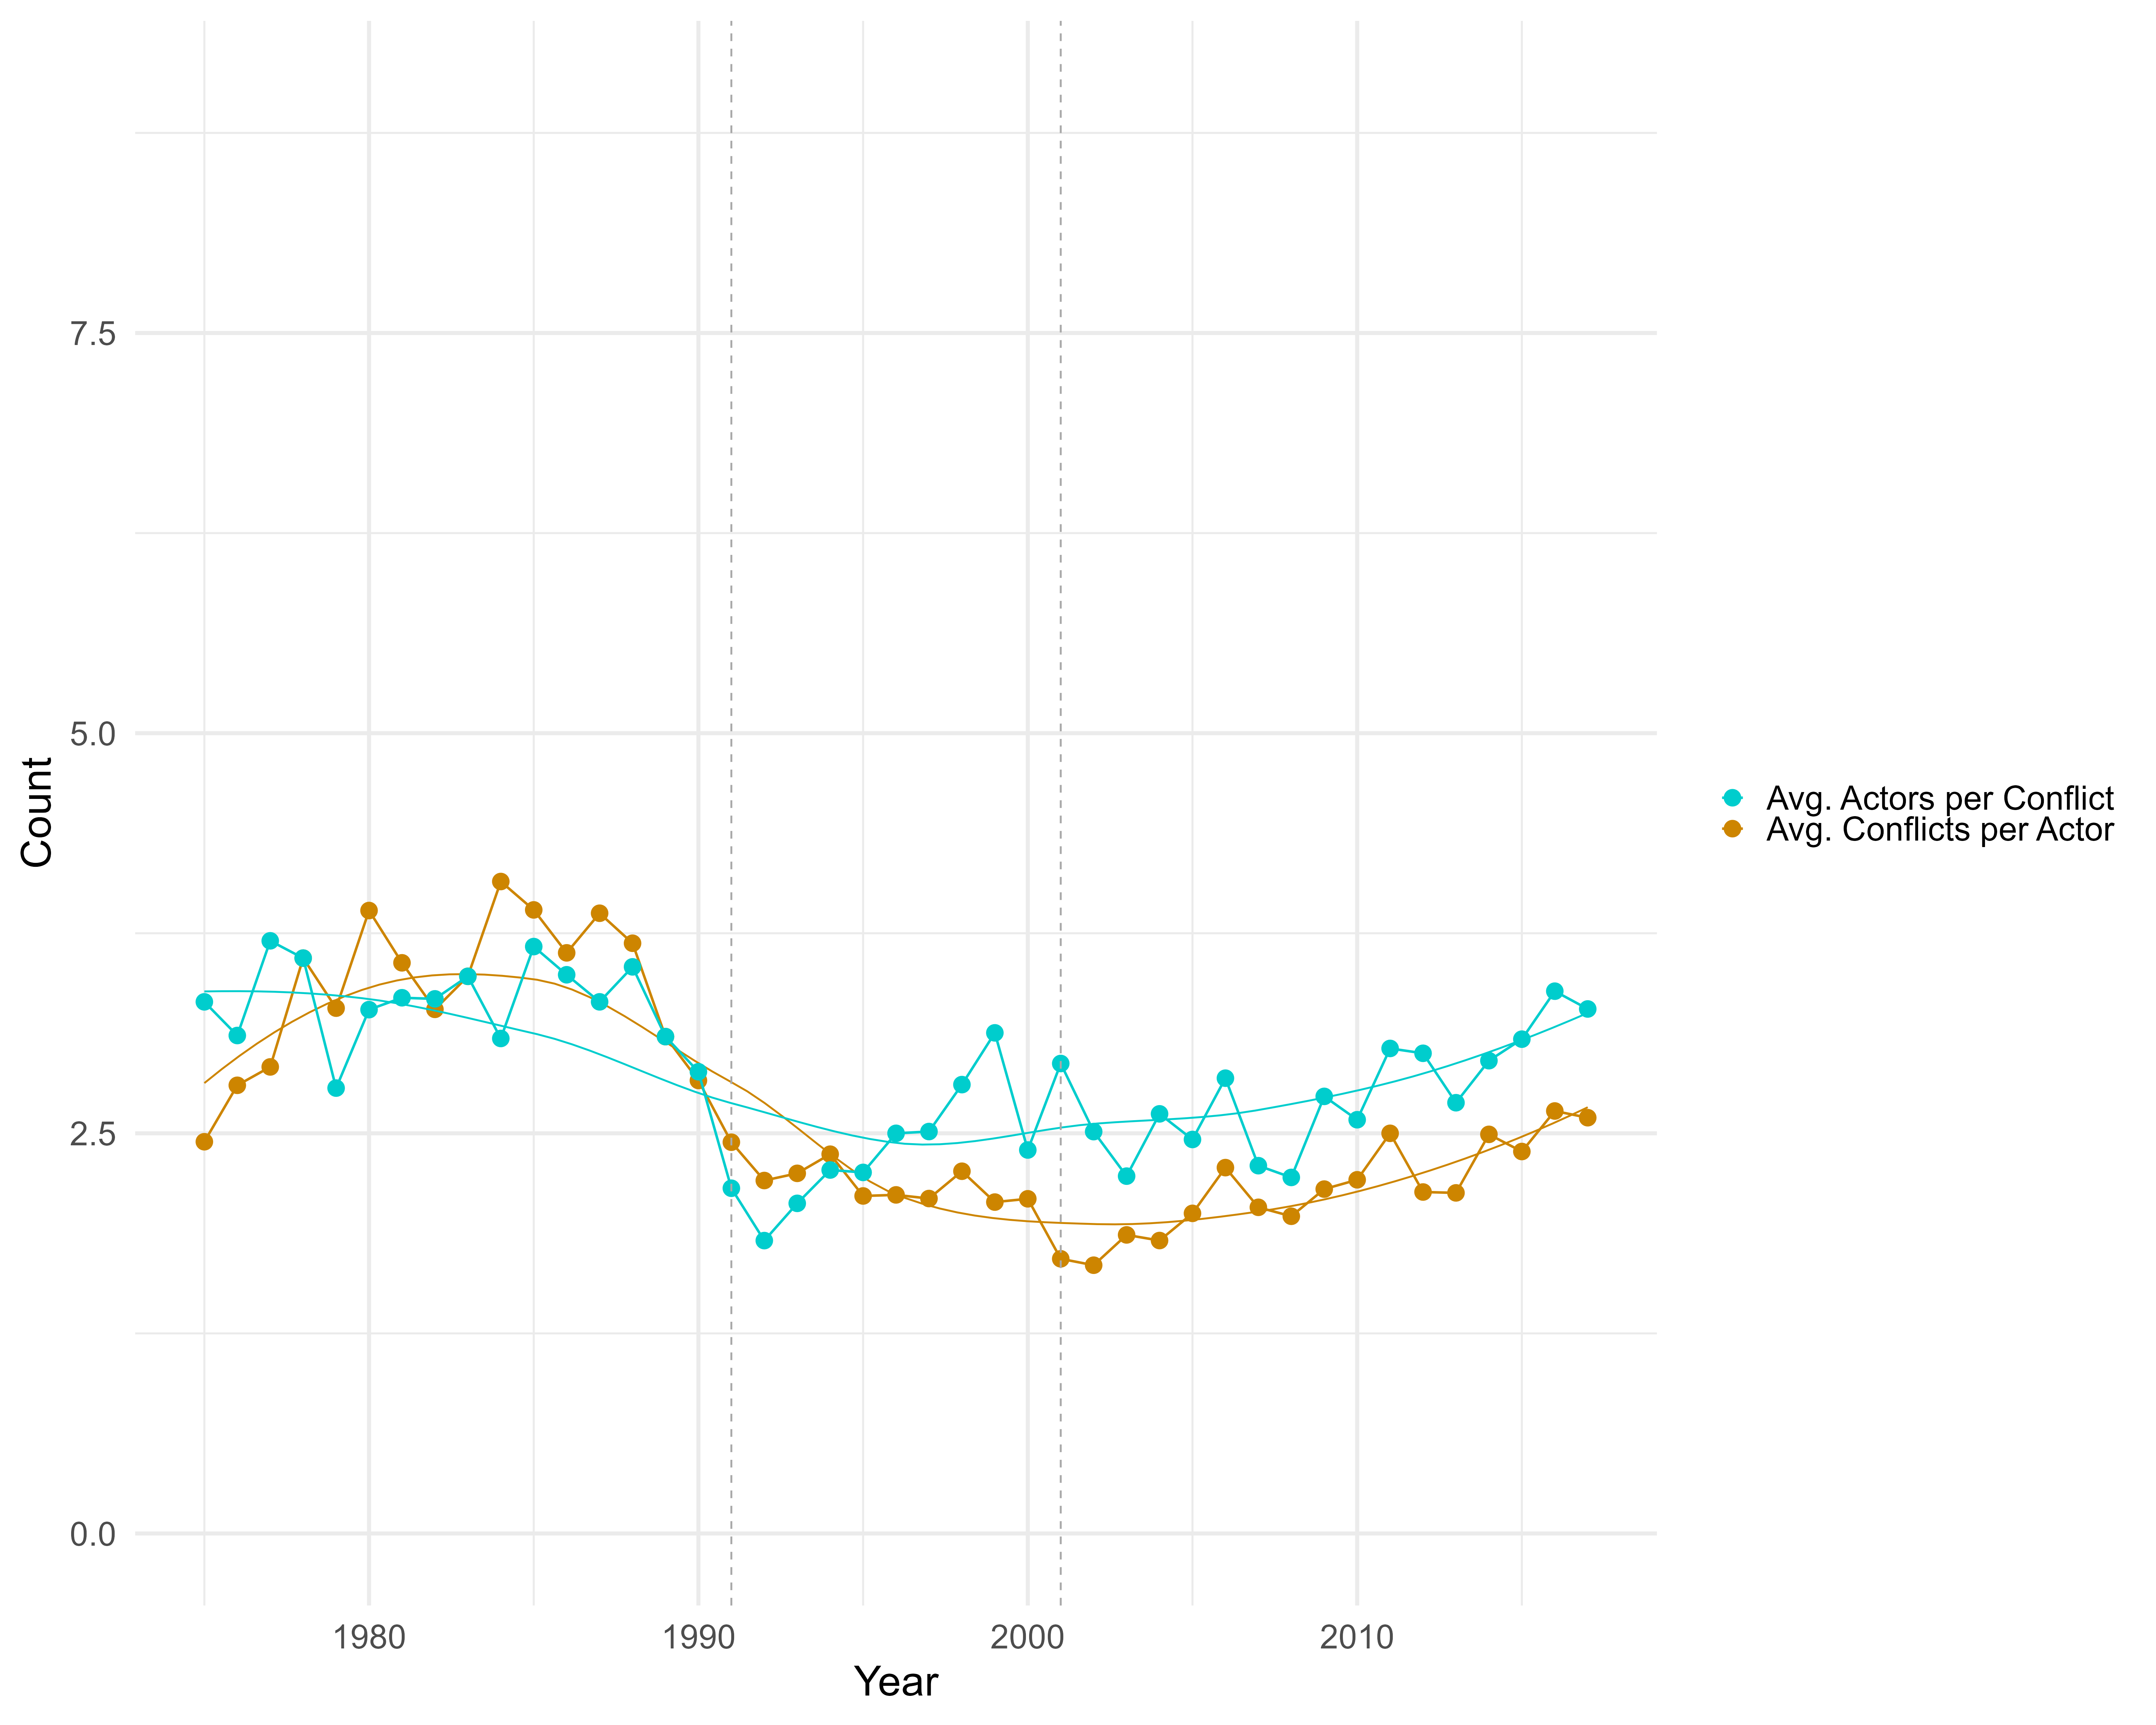 7.5
5.0
2.5
0.0
Count
1980 1990 2000 2010
Year
Avg. Actors per Conflict
Avg. Conflicts per Actor